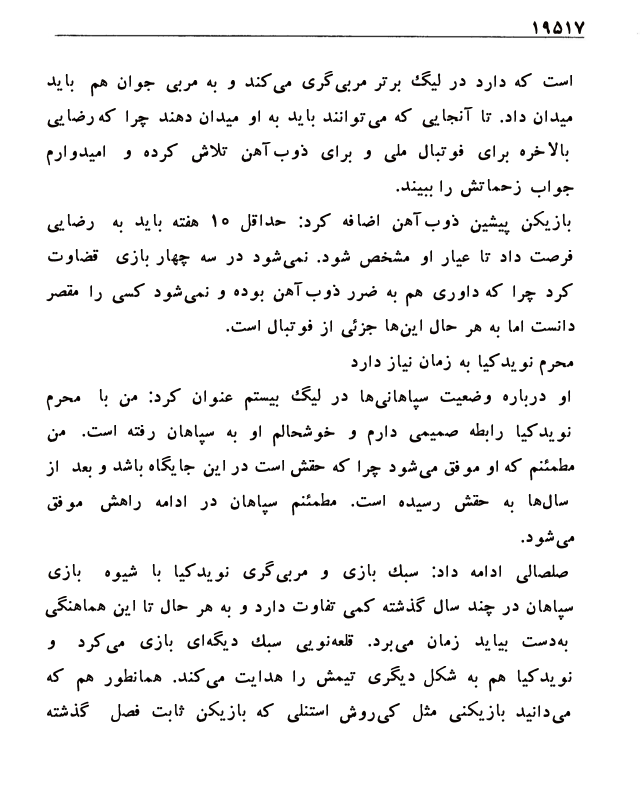 ۱۹۵۱۷
است که دارد در لیگ برتر مربی‌گری می‌کند و به مربی جوان هم باید
میدان داد. تا آنجایی که می‌توانند باید به او میدان دهند چرا که رضایی
بالاخره برای فوتبال ملی و برای ذوب‌آهن تلاش کرده و امیدوارم
جواب زحماتش را ببیند.
بازیکن پیشین ذوب‌آهن اضافه کرد: حداقل ۱۵ هفته باید به رضایی
فرصت داد تا عیار او مشخص شود. نمی‌شود در سه چهار بازی قضاوت
کرد چرا که داوری هم به ضرر ذوب‌آهن بوده و نمی‌شود کسی را مقصر
دانست اما به هر حال این‌ها جزئی از فوتبال است.
محرم نویدکیا به زمان نیاز دارد
او درباره وضعیت سپاهانی‌ها در لیگ بیستم عنوان کرد: من با محرم
نویدکیا رابطه صمیمی دارم و خوشحالم او به سپاهان رفته است. من
مطمئنم که او موفق می‌شود چرا که حقش است در این جایگاه باشد و بعد از
سال‌ها به حقش رسیده است. مطمئنم سپاهان در ادامه راهش موفق
می‌شود.
صلصالی ادامه داد: سبك بازی و مربی‌گری نویدکیا با شیوه بازی
سپاهان در چند سال گذشته کمی تفاوت دارد و به هر حال تا این هماهنگی
به‌دست بیاید زمان می‌برد. قلعه‌نویی سبك دیگه‌ای بازی می‌کرد و
نویدکیا هم به شکل دیگری تیمش را هدایت می‌کند. همانطور هم که
می‌دانید بازیکنی مثل کی‌روش استنلی که بازیکن ثابت فصل گذشته